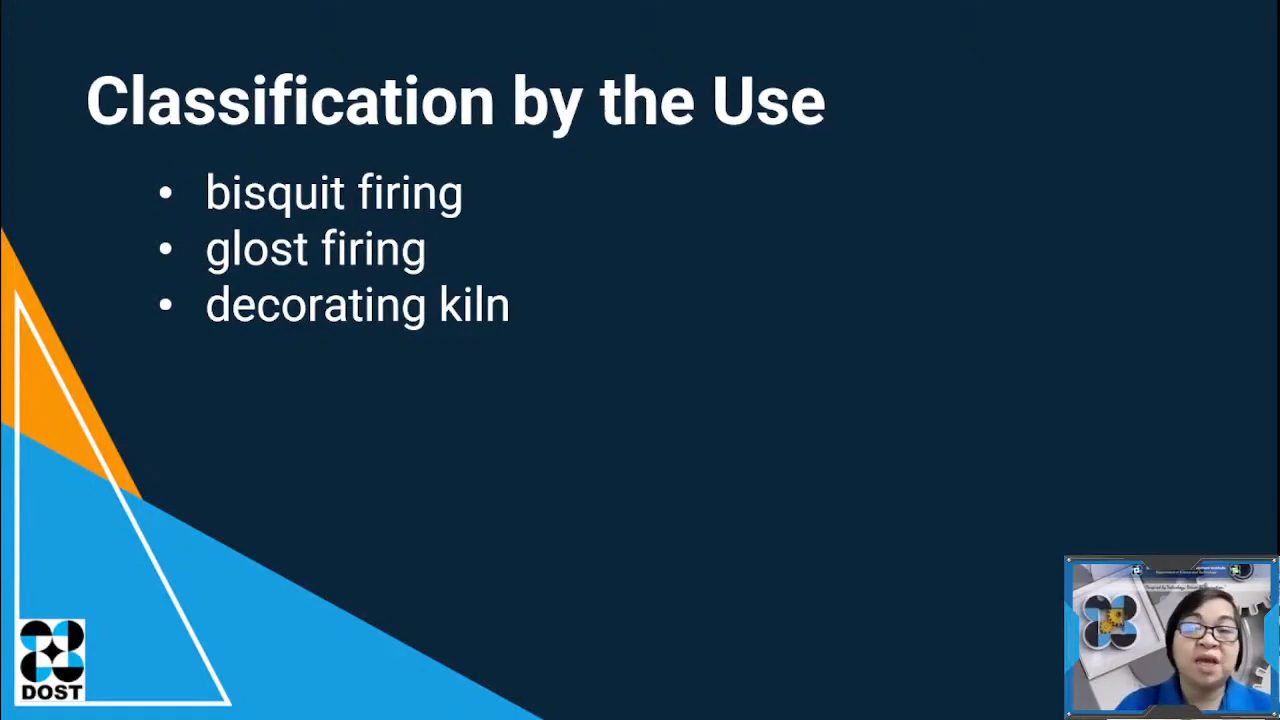 Classification by the Use
• bisquit firing
• glost firing
• decorating kiln
DOST